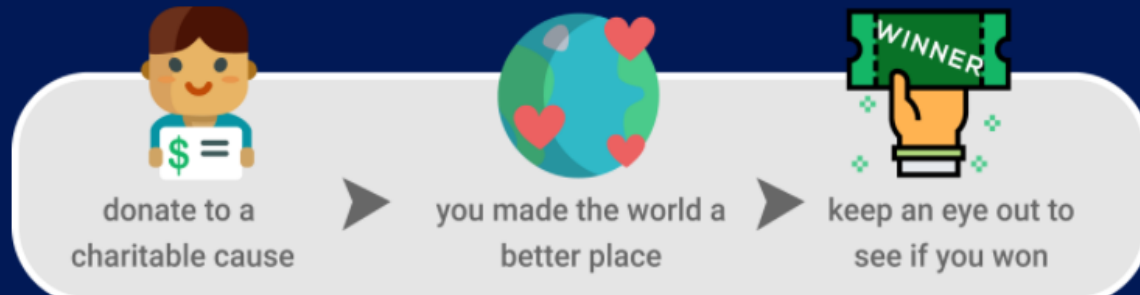 $ =
WINNER
donate to a
charitable cause
you made the world a
better place
keep an eye out to
see if you won